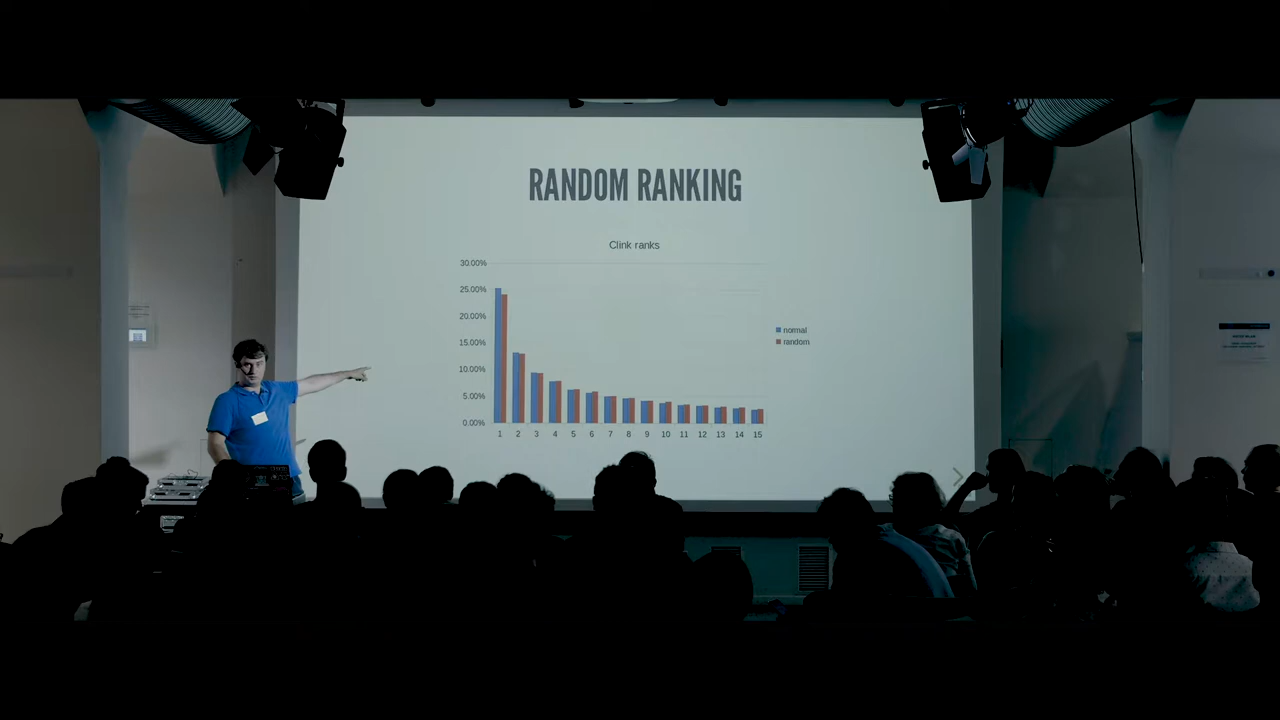 RANDOM RANKING
Clink ranks
30.00%
25.00%
20.00%
15.00%
10.00%
5.00%
0.00%
1 2 3 4 5 6 7 8 9 10 11 12 13 14 15
normal
random